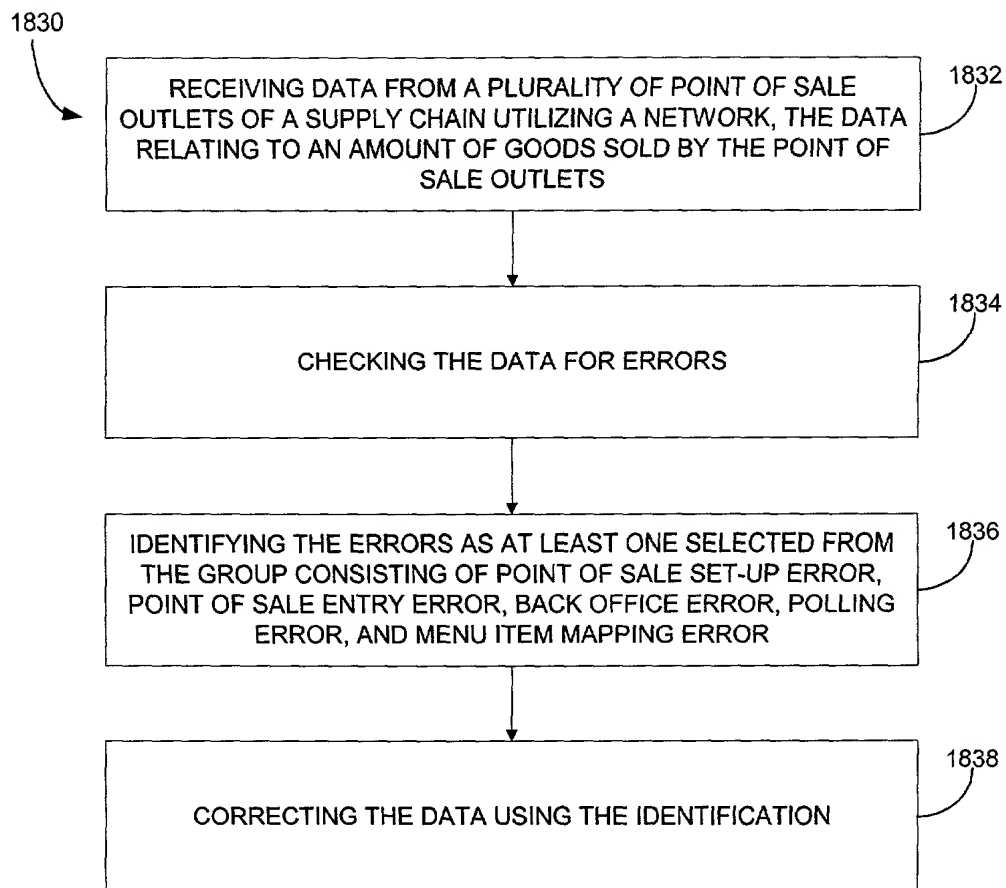 1830
RECEIVING DATA FROM A PLURALITY OF POINT OF SALE
OUTLETS OF A SUPPLY CHAIN UTILIZING A NETWORK, THE DATA
RELATING TO AN AMOUNT OF GOODS SOLD BY THE POINT OF
SALE OUTLETS
1832
CHECKING THE DATA FOR ERRORS
1834
IDENTIFYING THE ERRORS AS AT LEAST ONE SELECTED FROM
THE GROUP CONSISTING OF POINT OF SALE SET-UP ERROR,
POINT OF SALE ENTRY ERROR, BACK OFFICE ERROR, POLLING
ERROR, AND MENU ITEM MAPPING ERROR
1836
CORRECTING THE DATA USING THE IDENTIFICATION
1838